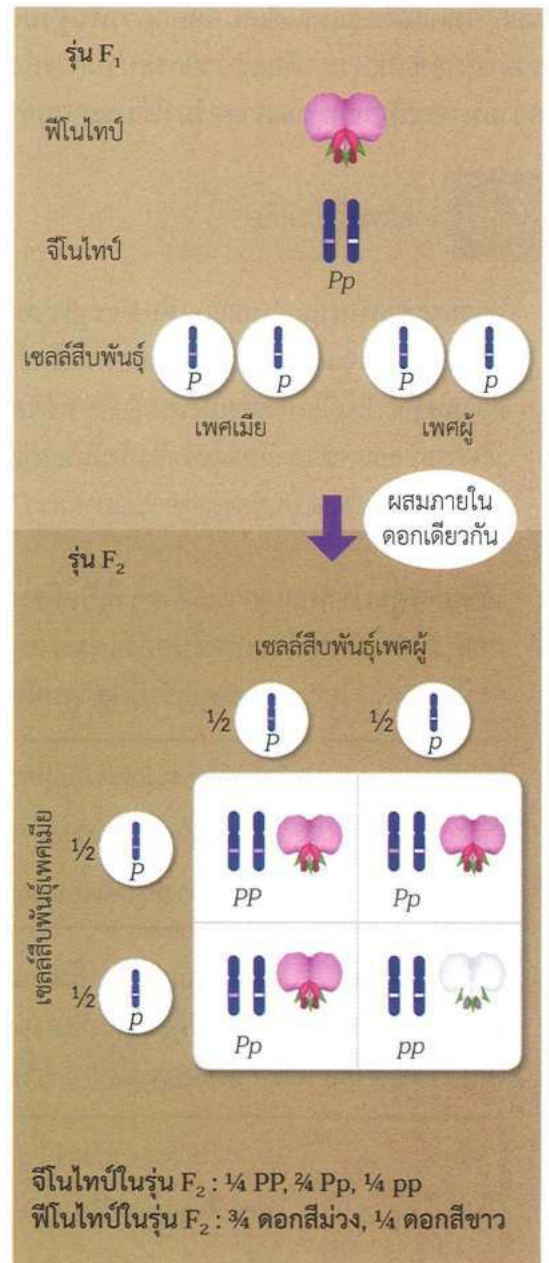 รุ่น F₁
ฟีโนไทป์
จีโนไทป์
Pp
เซลล์สืบพันธุ์
P p P p
เพศเมีย เพศผู้
ผสมภายใน
ดอกเดียวกัน
รุ่น F₂
เซลล์สืบพันธุ์เพศผู้
½ P ½ p
เซลล์สืบพันธุ์เพศเมีย
½ P
PP Pp
½ p
Pp pp
จีโนไทป์ในรุ่น F₂ : ¼ PP, 2/4 Pp, ¼ pp
ฟีโนไทป์ในรุ่น F₂ : ¾ ดอกสีม่วง, ¼ ดอกสีขาว